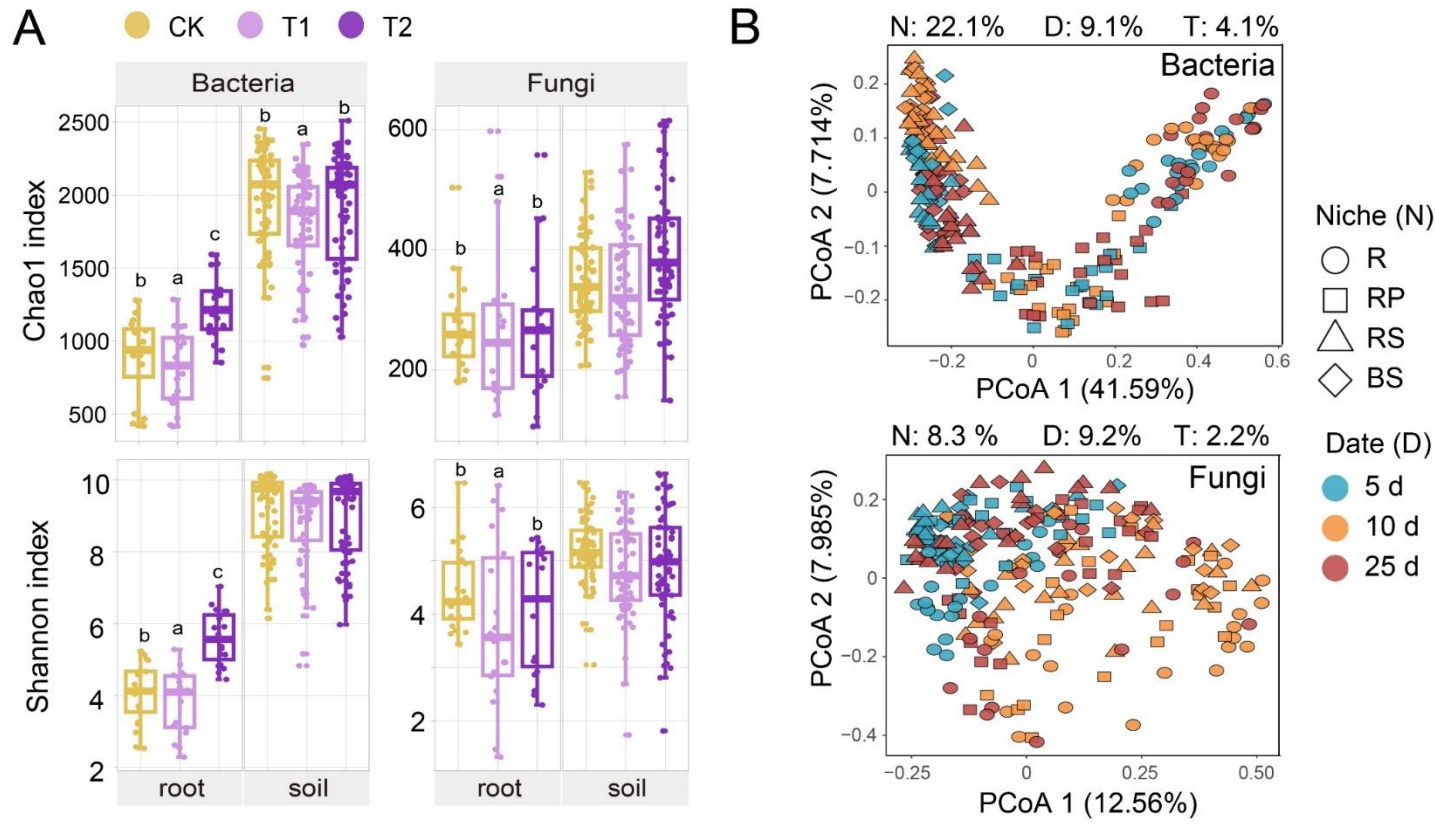 A
CK T1 T2
Bacteria
Fungi
Chao1 index
2500
2000
1500
1000
500
b a c b a b
600
400
200
b a b
Shannon index
10
8
6
4
2
b a c
6
4
2
b a b
root soil
root soil
B
N: 22.1% D: 9.1% T: 4.1%
Bacteria
PCoA 2 (7.714%)
0.2
0.1
0
−0.1
−0.2
−0.2 0 0.2 0.4 0.6
PCoA 1 (41.59%)
N: 8.3 % D: 9.2% T: 2.2%
Fungi
PCoA 2 (7.985%)
0.2
0
−0.2
−0.4
−0.25 0 0.25 0.50
PCoA 1 (12.56%)
Niche (N)
R
RP
RS
BS
Date (D)
5 d
10 d
25 d